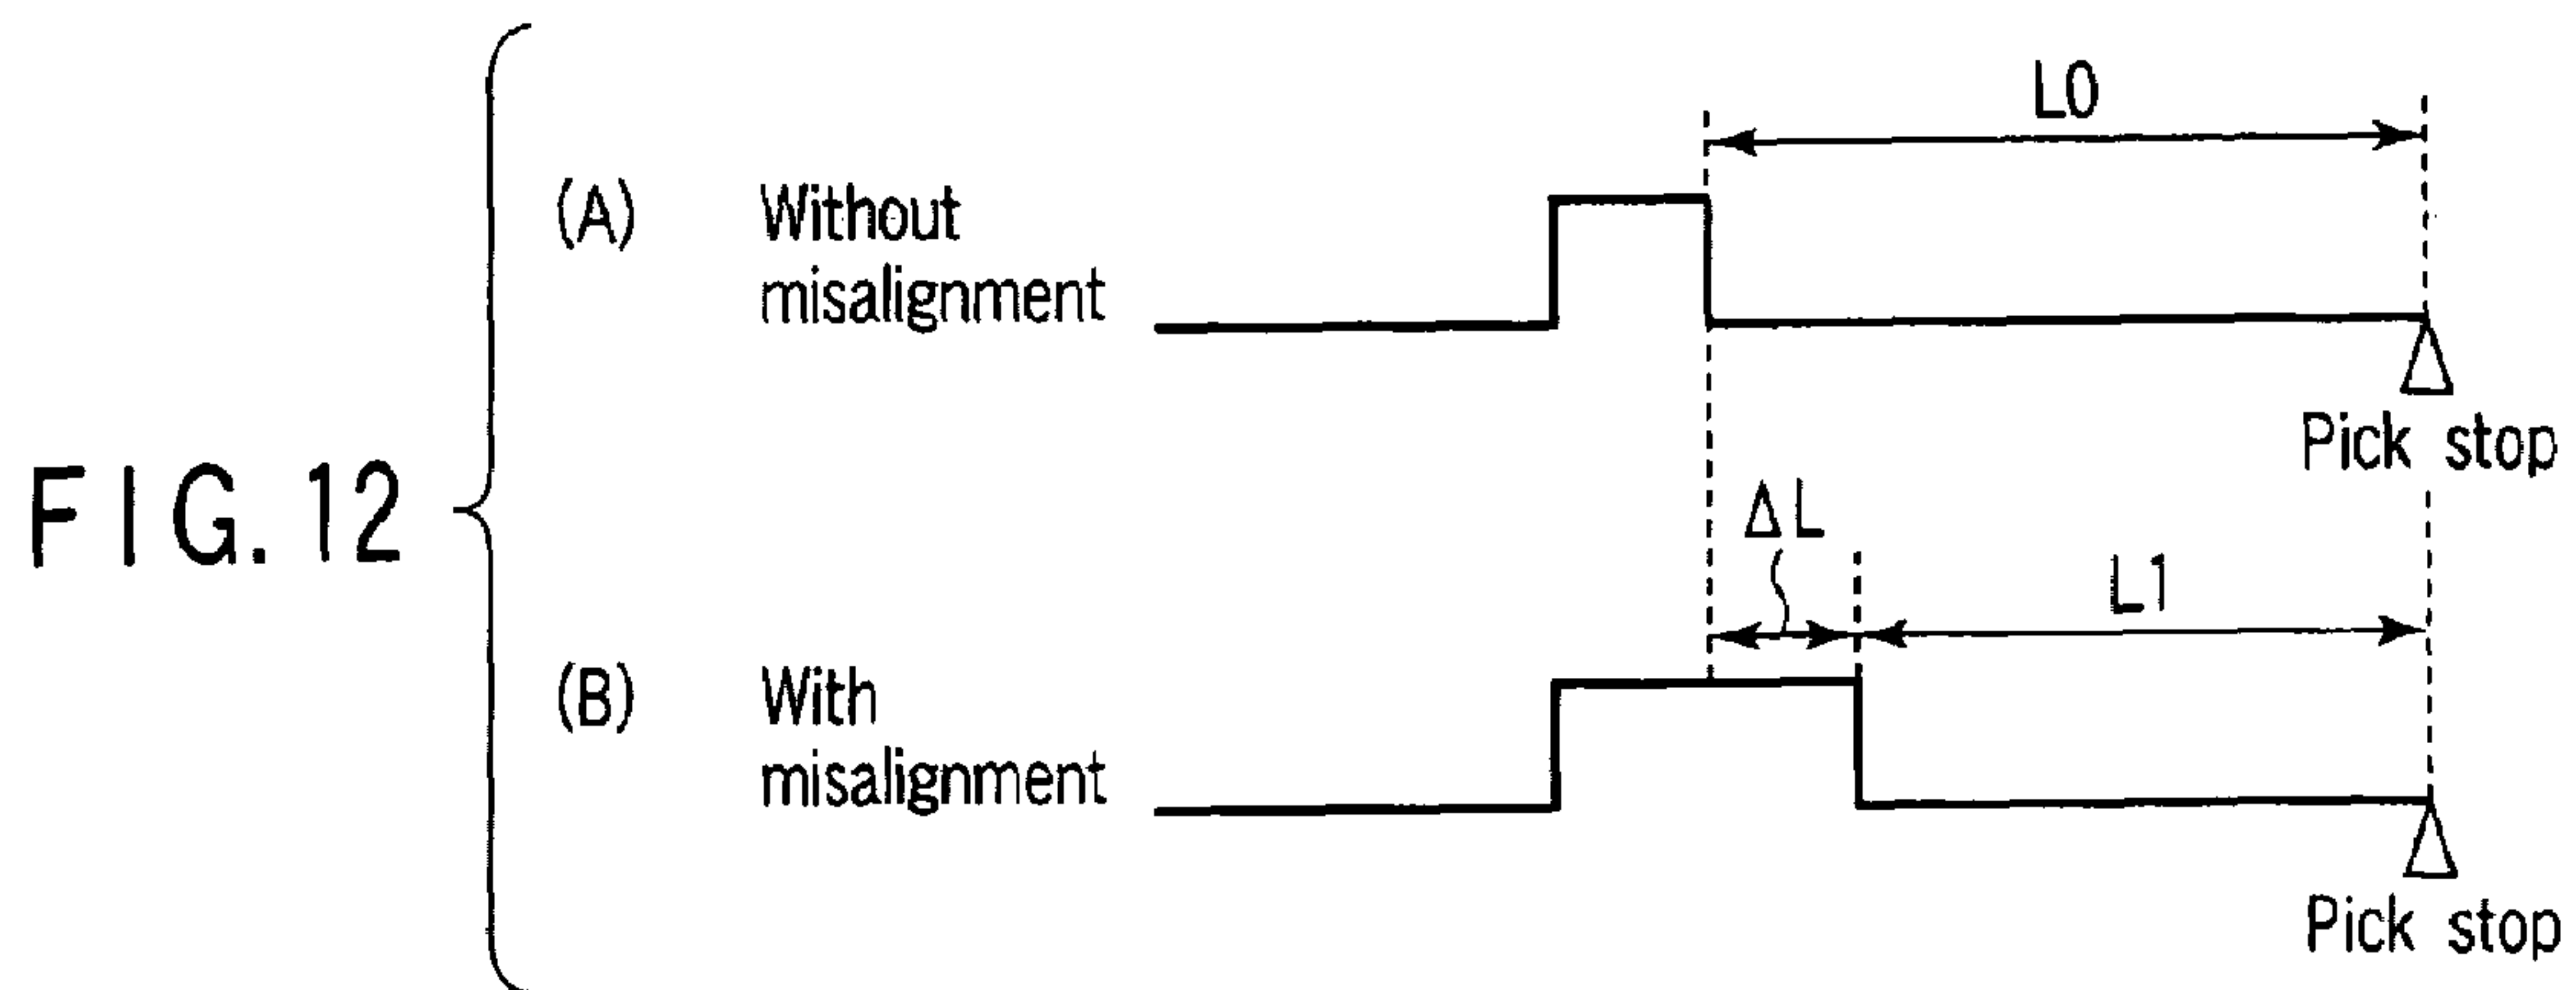 FIG. 12
(A) Without
misalignment
L0
Pick stop
ΔL
L1
(B) With
misalignment
Pick stop